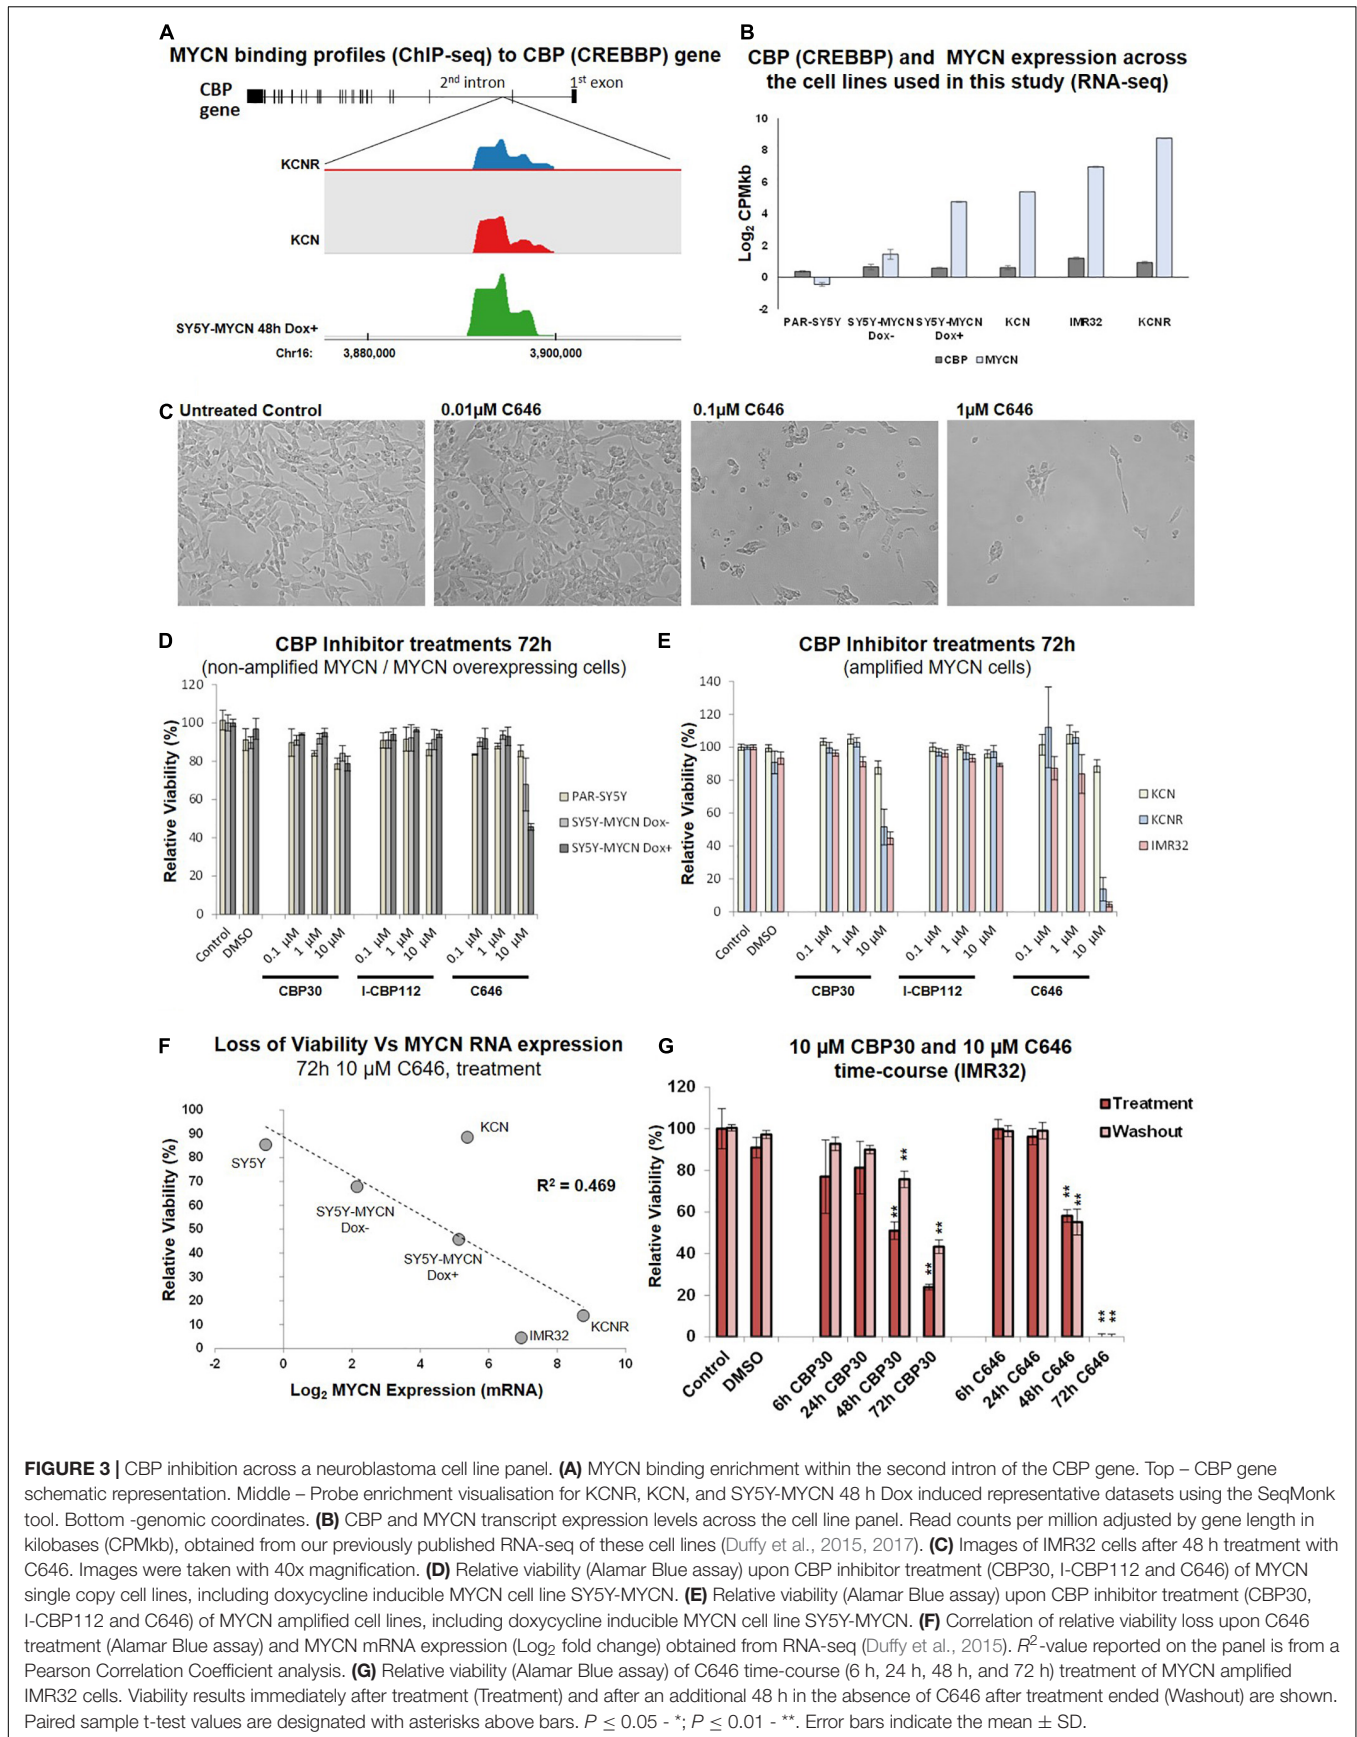 A
MYCN binding profiles (ChIP-seq) to CBP (CREBBP) gene
CBP
gene
2nd intron
1st exon
KCNR
KCN
SY5Y-MYCN 48h Dox+
Chr16:
3,880,000
3,900,000
B
CBP (CREBBP) and MYCN expression across
the cell lines used in this study (RNA-seq)
Log2 CPMkb
10
8
6
4
2
0
-2
PAR-SY5Y
SY5Y-MYCN
Dox-
SY5Y-MYCN
Dox+
KCN
IMR32
KCNR
CBP
MYCN
C
Untreated Control
0.01µM C646
0.1µM C646
1µM C646
D
CBP Inhibitor treatments 72h
(non-amplified MYCN / MYCN overexpressing cells)
Relative Viability (%)
120
100
80
60
40
20
0
Control
DMSO
0.1 µM
1 µM
10 µM
0.1 µM
1 µM
10 µM
0.1 µM
1 µM
10 µM
CBP30
I-CBP112
C646
PAR-SY5Y
SY5Y-MYCN Dox-
SY5Y-MYCN Dox+
E
CBP Inhibitor treatments 72h
(amplified MYCN cells)
Relative Viability (%)
140
120
100
80
60
40
20
0
Control
DMSO
0.1 µM
1 µM
10 µM
0.1 µM
1 µM
10 µM
0.1 µM
1 µM
10 µM
CBP30
I-CBP112
C646
KCN
KCNR
IMR32
F
Loss of Viability Vs MYCN RNA expression
72h 10 µM C646, treatment
Relative Viability (%)
100
90
80
70
60
50
40
30
20
10
0
-2
0
2
4
6
8
10
SY5Y
SY5Y-MYCN
Dox-
SY5Y-MYCN
Dox+
KCN
IMR32
KCNR
R2 = 0.469
Log2 MYCN Expression (mRNA)
G
10 µM CBP30 and 10 µM C646
time-course (IMR32)
Relative Viability (%)
120
100
80
60
40
20
0
Treatment
Washout
**
**
**
**
**
**
**
**
Control
DMSO
6h CBP30
24h CBP30
48h CBP30
72h CBP30
6h C646
24h C646
48h C646
72h C646
FIGURE 3 | CBP inhibition across a neuroblastoma cell line panel. (A) MYCN binding enrichment within the second intron of the CBP gene. Top – CBP gene
schematic representation. Middle – Probe enrichment visualisation for KCNR, KCN, and SY5Y-MYCN 48 h Dox induced representative datasets using the SeqMonk
tool. Bottom -genomic coordinates. (B) CBP and MYCN transcript expression levels across the cell line panel. Read counts per million adjusted by gene length in
kilobases (CPMkb), obtained from our previously published RNA-seq of these cell lines (Duffy et al., 2015, 2017). (C) Images of IMR32 cells after 48 h treatment with
C646. Images were taken with 40x magnification. (D) Relative viability (Alamar Blue assay) upon CBP inhibitor treatment (CBP30, I-CBP112 and C646) of MYCN
single copy cell lines, including doxycycline inducible MYCN cell line SY5Y-MYCN. (E) Relative viability (Alamar Blue assay) upon CBP inhibitor treatment (CBP30,
I-CBP112 and C646) of MYCN amplified cell lines, including doxycycline inducible MYCN cell line SY5Y-MYCN. (F) Correlation of relative viability loss upon C646
treatment (Alamar Blue assay) and MYCN mRNA expression (Log2 fold change) obtained from RNA-seq (Duffy et al., 2015). R2-value reported on the panel is from a
Pearson Correlation Coefficient analysis. (G) Relative viability (Alamar Blue assay) of C646 time-course (6 h, 24 h, 48 h, and 72 h) treatment of MYCN amplified
IMR32 cells. Viability results immediately after treatment (Treatment) and after an additional 48 h in the absence of C646 after treatment ended (Washout) are shown.
Paired sample t-test values are designated with asterisks above bars. P ≤ 0.05 - *; P ≤ 0.01 - **. Error bars indicate the mean ± SD.